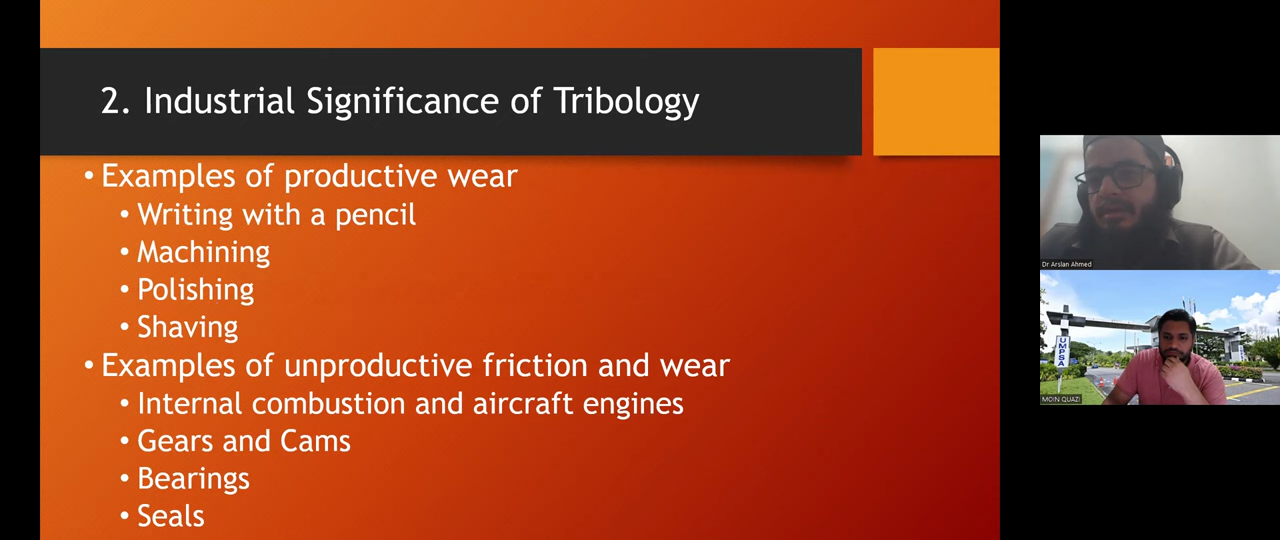 2. Industrial Significance of Tribology
• Examples of productive wear
• Writing with a pencil
• Machining
• Polishing
• Shaving
• Examples of unproductive friction and wear
• Internal combustion and aircraft engines
• Gears and Cams
• Bearings
• Seals
Dr Arslan Ahmed
UMPSA
MOIN QUAZI